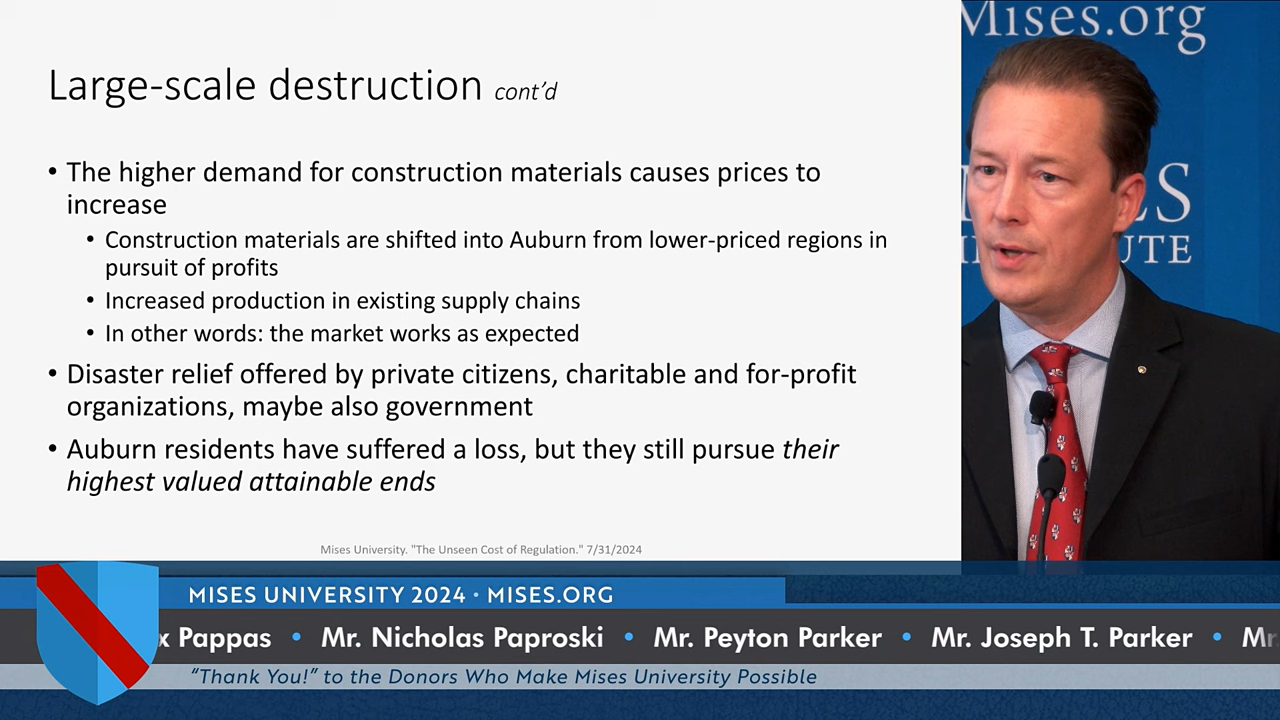 Large-scale destruction cont’d
• The higher demand for construction materials causes prices to
increase
• Construction materials are shifted into Auburn from lower-priced regions in
pursuit of profits
• Increased production in existing supply chains
• In other words: the market works as expected
• Disaster relief offered by private citizens, charitable and for-profit
organizations, maybe also government
• Auburn residents have suffered a loss, but they still pursue their
highest valued attainable ends
Mises University. "The Unseen Cost of Regulation." 7/31/2024
Mises.org
UTE
MISES UNIVERSITY 2024 • MISES.ORG
x Pappas • Mr. Nicholas Paproski • Mr. Peyton Parker • Mr. Joseph T. Parker • Mr
“Thank You!” to the Donors Who Make Mises University Possible